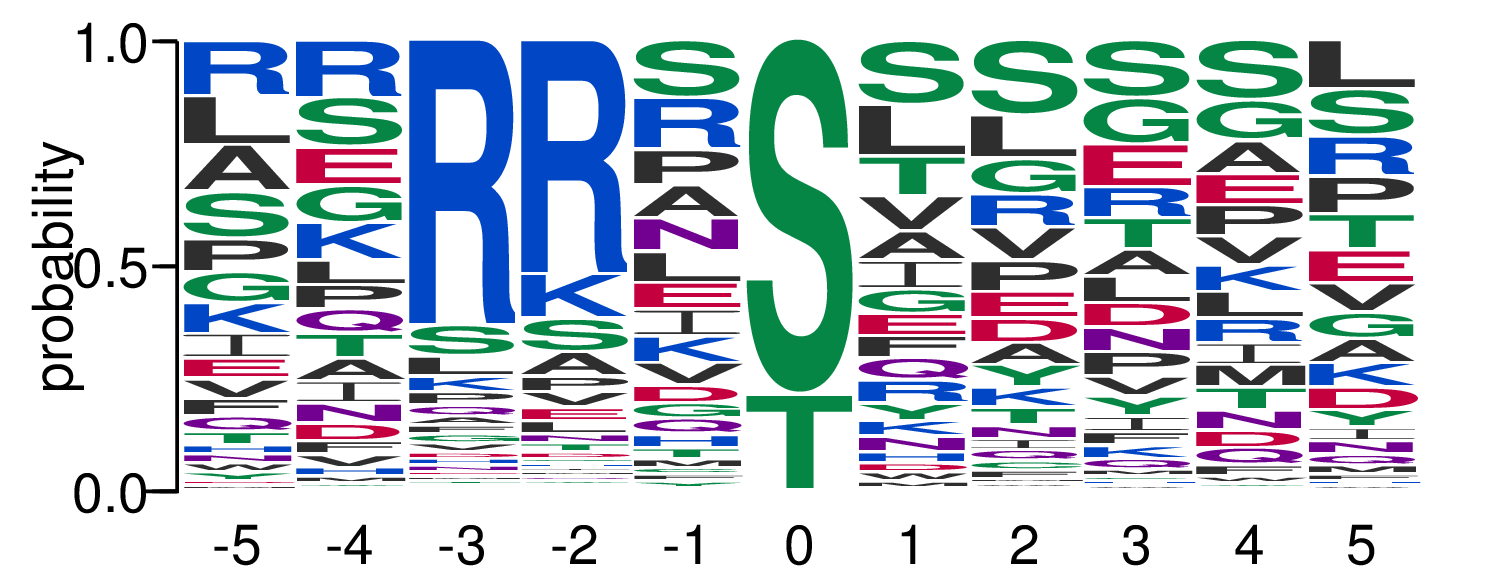 1.0
0.5
0.0
probability
R L A S P G K I E V F Q T H N
R S E G K L P Q T A I N D F V H M
R S L K P Q A
R K S A P V E N T
S R P A N L E I K V D G Q H T M
S T
S L T V A I G E F Q R Y K N H D W
S L G R V P E D A Y K T N I Q C F
S G E R T A L D N P V Y I F K Q
S G A E P V K L R I M T N D Q F
L S R P T E V G A K D Y I N Q M
-5 -4 -3 -2 -1 0 1 2 3 4 5